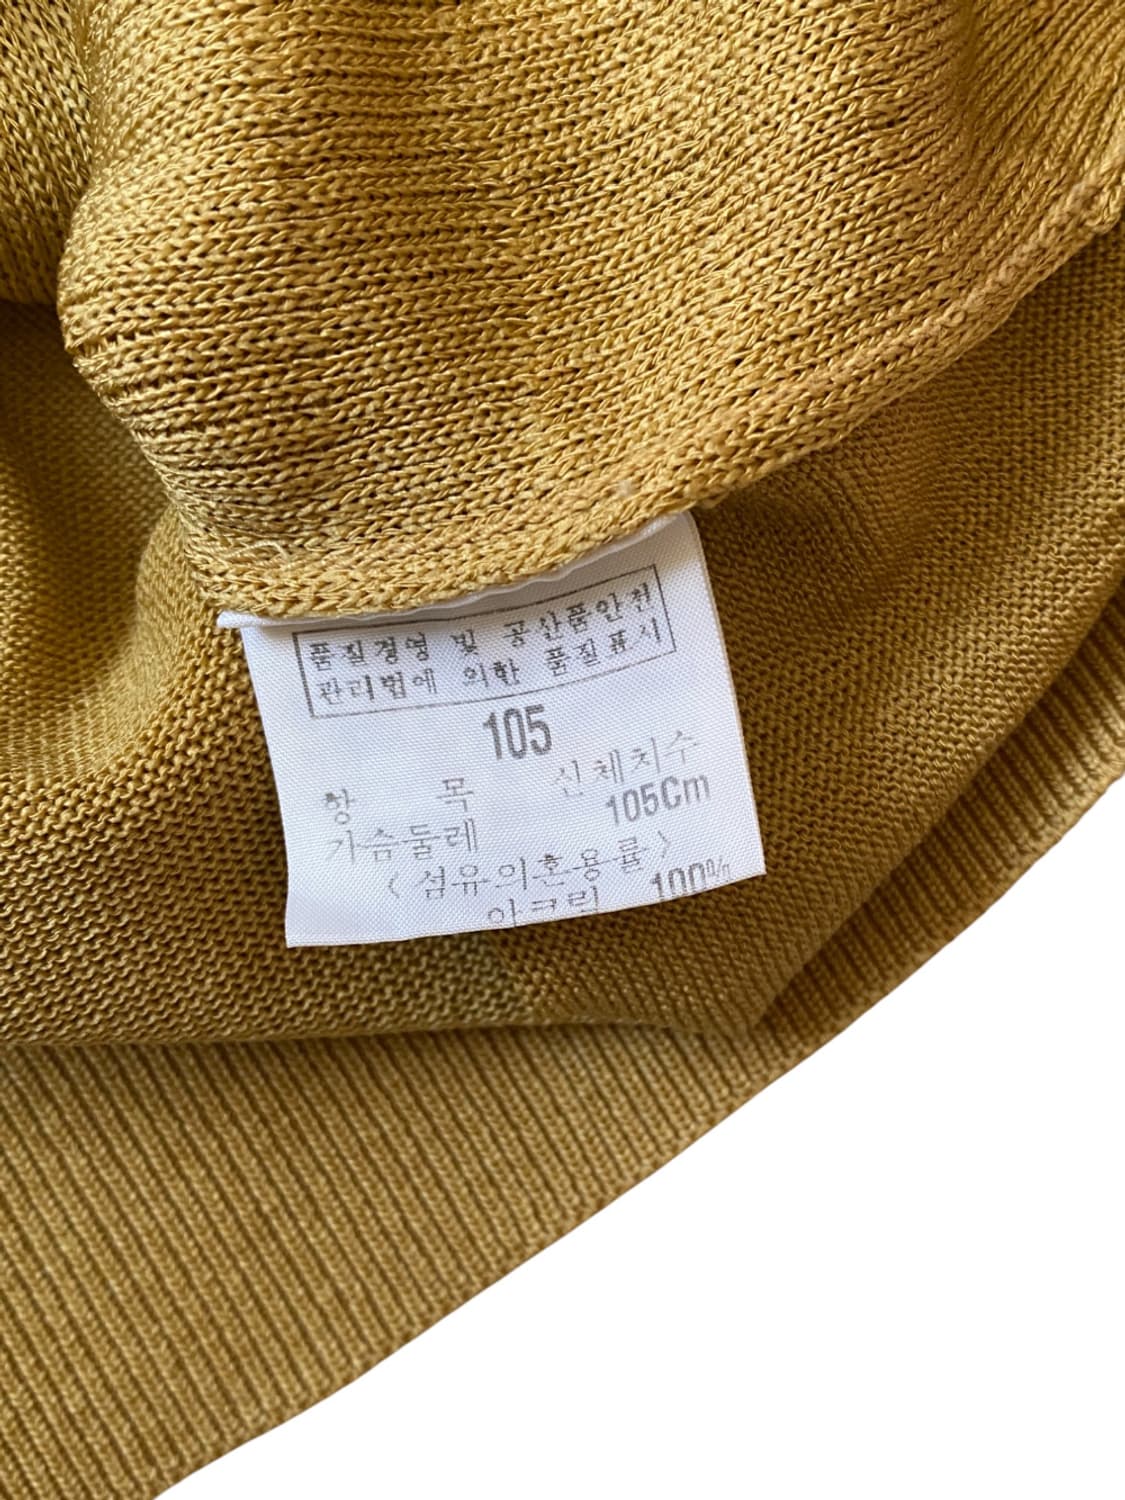 품질경영 및 공산품안전
관리법에 의한 품질표시
105
항 목 신체치수
가슴둘레 105Cm
<섬유의혼용률>
아크릴 100%